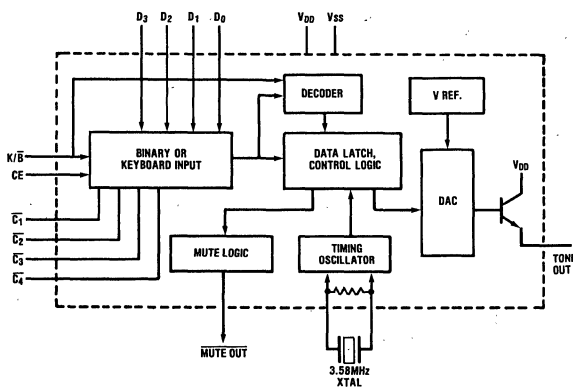 D3 D2 D1 D0 VDD VSS
DECODER
V REF.
K/B̅
CE
BINARY OR
KEYBOARD INPUT
DATA LATCH,
CONTROL LOGIC
DAC
VDD
C̅1̅
C̅2̅
C̅3̅
C̅4̅
MUTE LOGIC
TIMING
OSCILLATOR
TONE
OUT
M̅U̅T̅E̅ O̅U̅T̅
3.58MHz
XTAL